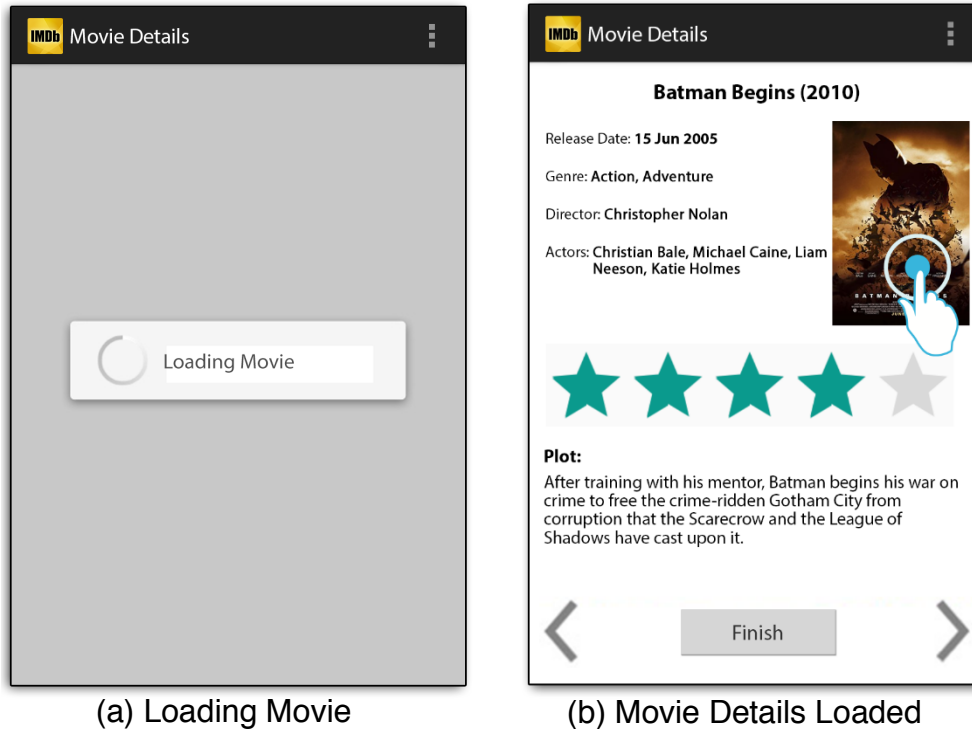 IMDb Movie Details
Loading Movie
(a) Loading Movie
IMDb Movie Details
Batman Begins (2010)
Release Date: 15 Jun 2005
Genre: Action, Adventure
Director: Christopher Nolan
Actors: Christian Bale, Michael Caine, Liam
Neeson, Katie Holmes
Plot:
After training with his mentor, Batman begins his war on
crime to free the crime-ridden Gotham City from
corruption that the Scarecrow and the League of
Shadows have cast upon it.
Finish
(b) Movie Details Loaded